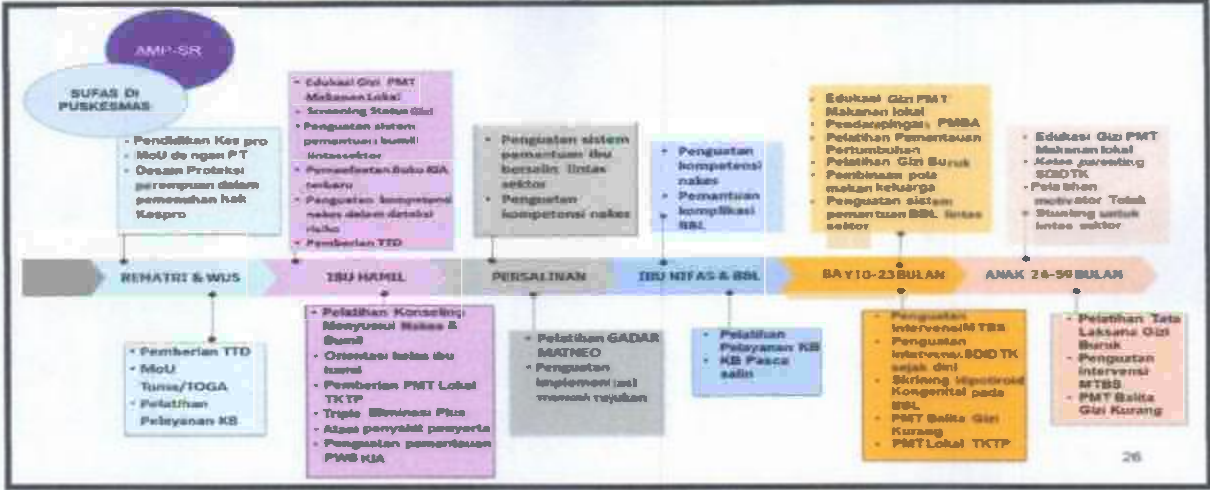 AMP-SR
SUFAS DI
PUSKESMAS
• Pendidikan Kes pro
• MoU dengan PT
• Desain Proteksi
perempuan dalam
pemenuhan hak
Kespro
• Edukasi Gizi PMT
Makanan Lokal
• Screening Status Gizi
• Penguatan sistem
pemantuan bumil
lintassektor
• Pemanfaatan Buku KIA
terbaru
• Penguatan kompetensi
nakes dalam deteksi
risiko
• Pemberian TTD
• Penguatan sistem
pemantuan ibu
bersalin lintas
sektor
• Penguatan
kompetensi nakes
• Penguatan
kompetensi
nakes
• Pemantuan
komplikasi
BBL
• Edukasi Gizi PMT
Makanan lokal
• Pendampingan PMBA
• Pelatihan Pemantauan
Pertumbuhan
• Pelatihan Gizi Buruk
• Pembinaan pola
makan keluarga
• Penguatan sistem
pemantuan BBL lintas
sektor
• Edukasi Gizi PMT
Makanan lokal
• Kelas parenting
SDIDTK
• Pelatihan
motivator Tatak
• Stunting untuk
lintas sektor
REMATRI & WUS
IBU HAMIL
PERSALINAN
IBU NIFAS & BBL
BAYI 0-23 BULAN
ANAK 24-59 BULAN
• Pemberian TTD
• MoU
Tunis/TOGA
• Pelatihan
Pelayanan KB
• Pelatihan Konseling
Menyusui Nakes &
Bumil
• Orientasi kelas ibu
hamil
• Pemberian PMT Lokal
TKTP
• Triple Eliminasi Plus
• Atasi penyakit penyerta
• Penguatan pemantauan
PWS KIA
• Pelatihan GADAR
MATNEO
• Penguatan
implementasi
manual rujukan
• Pelatihan
Pelayanan KB
• KB Pasca
salin
• Penguatan
Intervensi MTBS
• Penguatan
Intervensi SDIDTK
sejak dini
• Skrining Hipotiroid
Kongenital pada
BBL
• PMT Balita Gizi
Kurang
• PMT Lokal TKTP
• Pelatihan Tata
Laksana Gizi
Buruk
• Penguatan
Intervensi
MTBS
• PMT Balita
Gizi Kurang
26